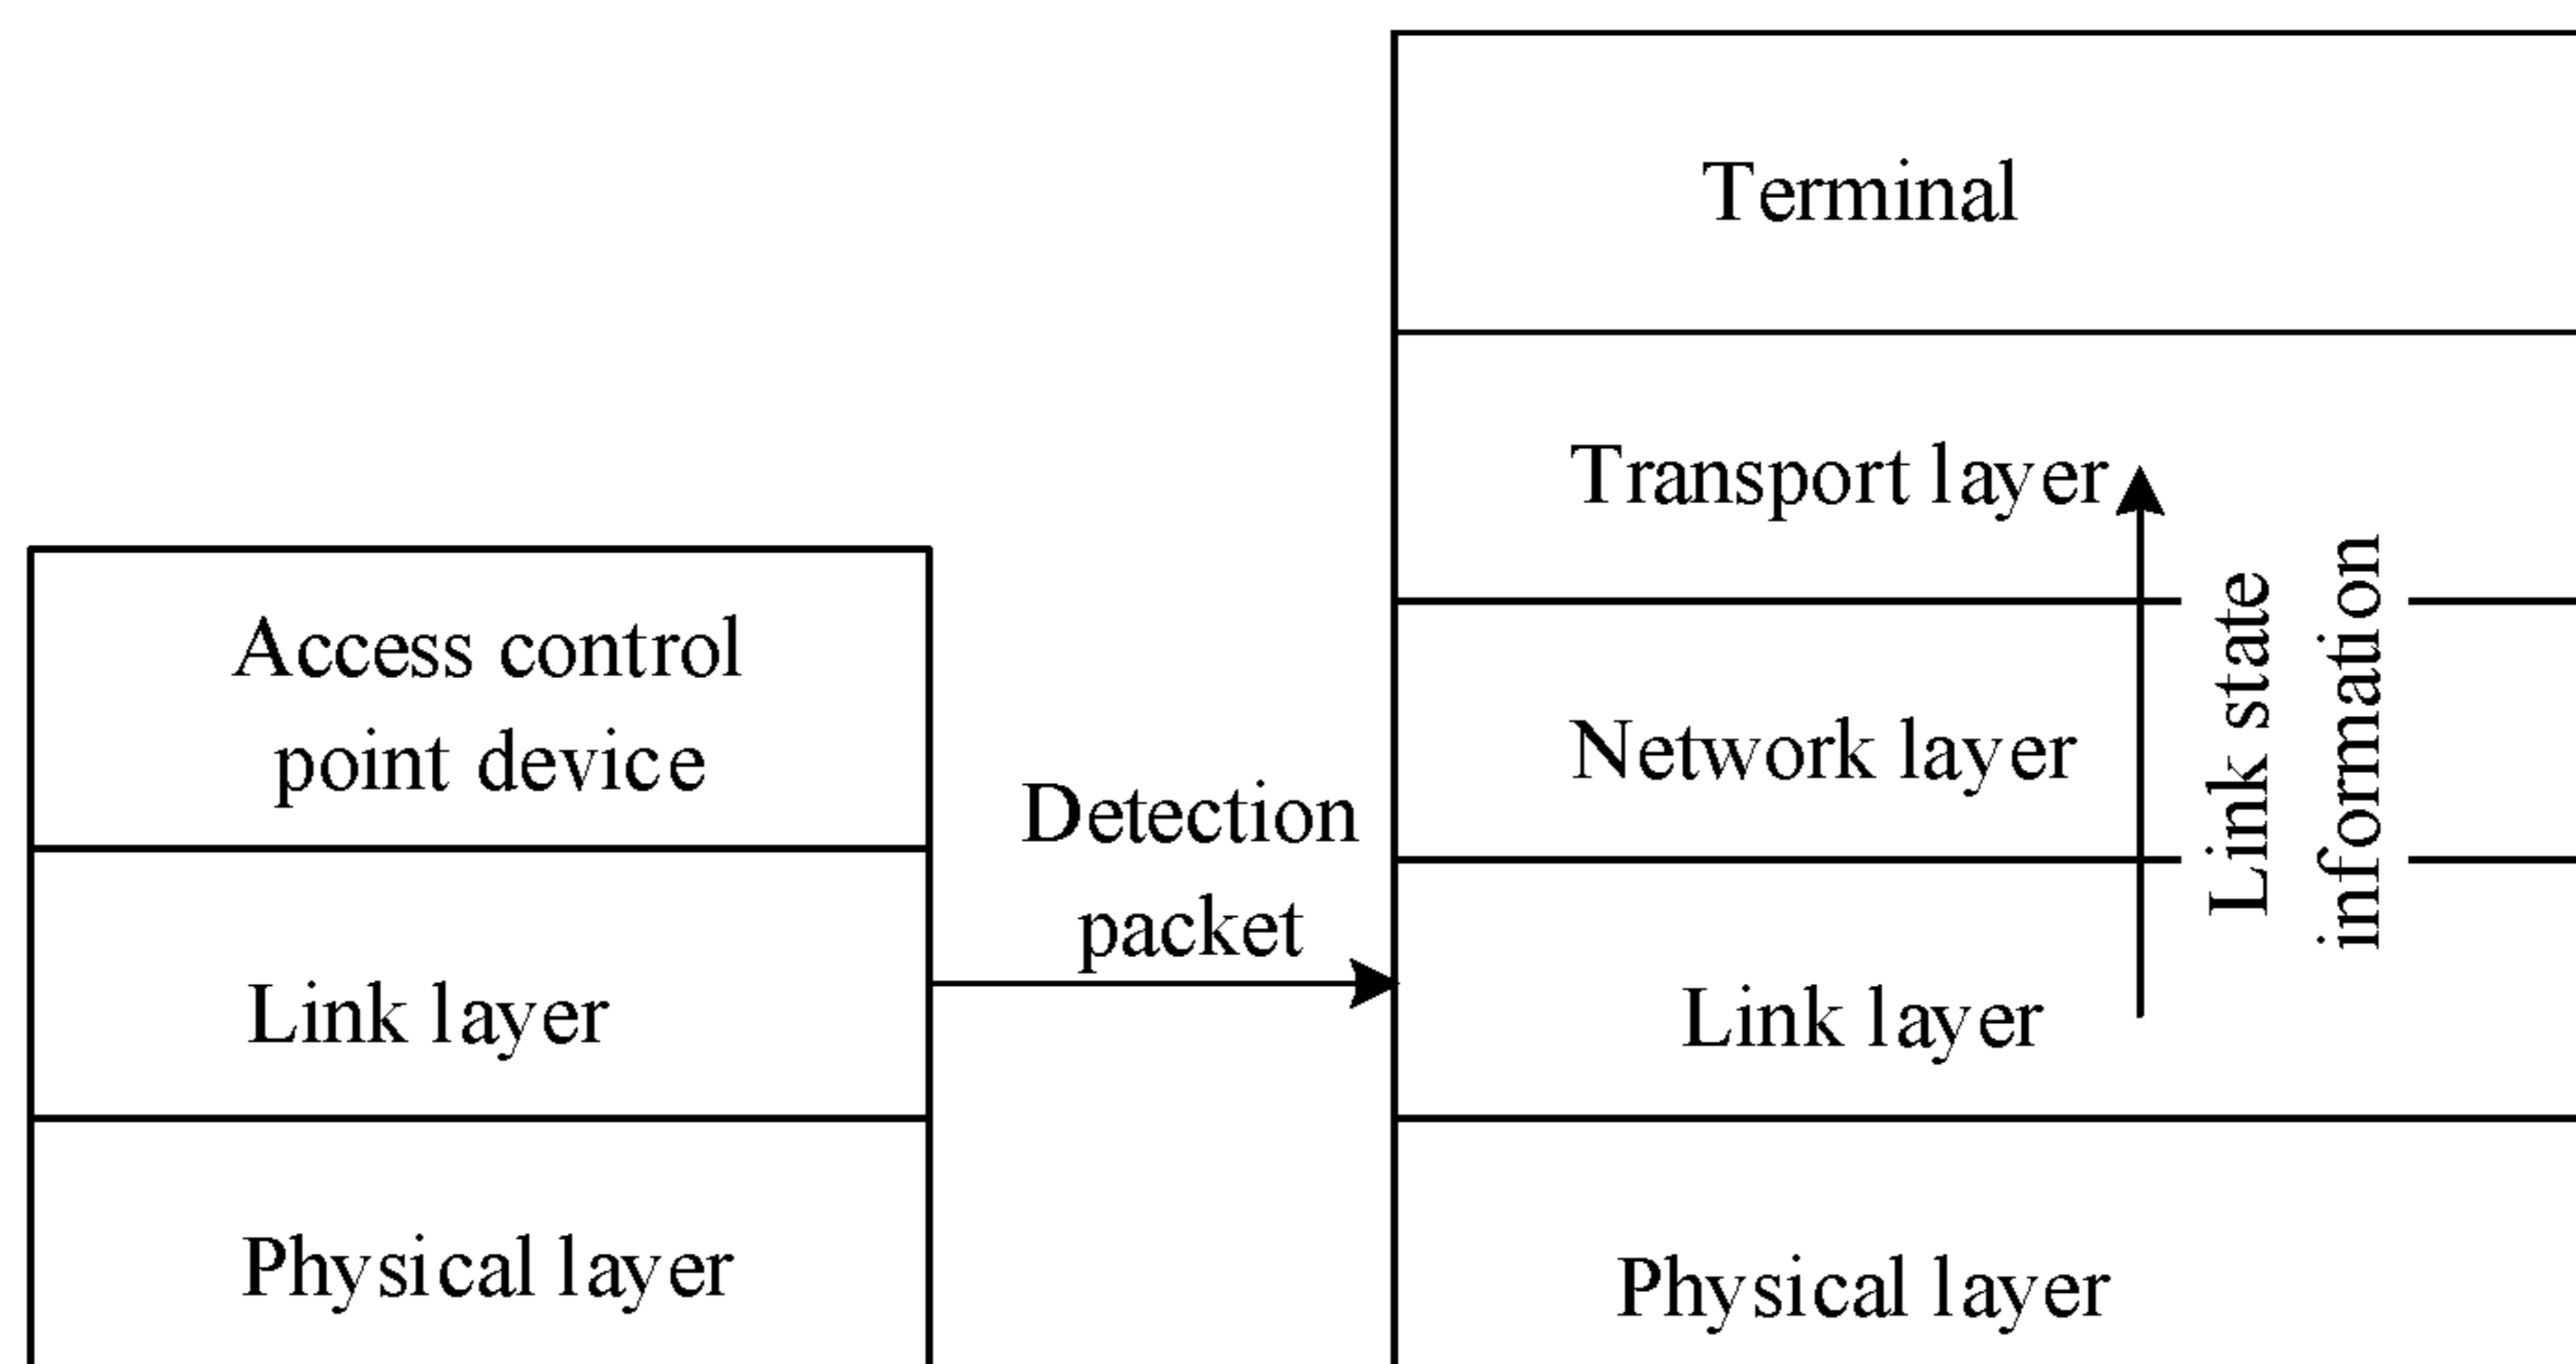 Access control
point device
Link layer
Physical layer
Detection
packet
Terminal
Transport layer
Network layer
Link layer
Physical layer
Link state
information